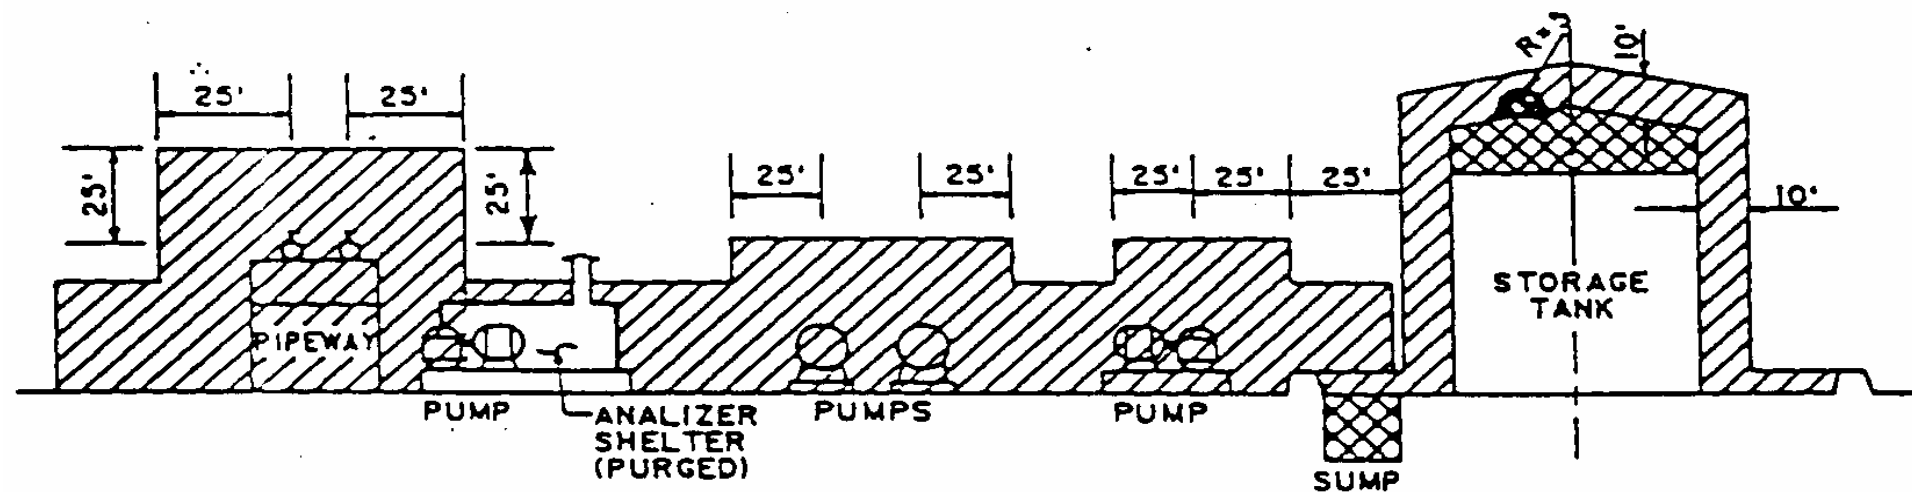 25'
25'
25'
25'
25'
25'
25'
25'
25'
10'
10'
PIPEWAY
STORAGE
TANK
PUMP
ANALIZER
SHELTER
(PURGED)
PUMPS
PUMP
SUMP